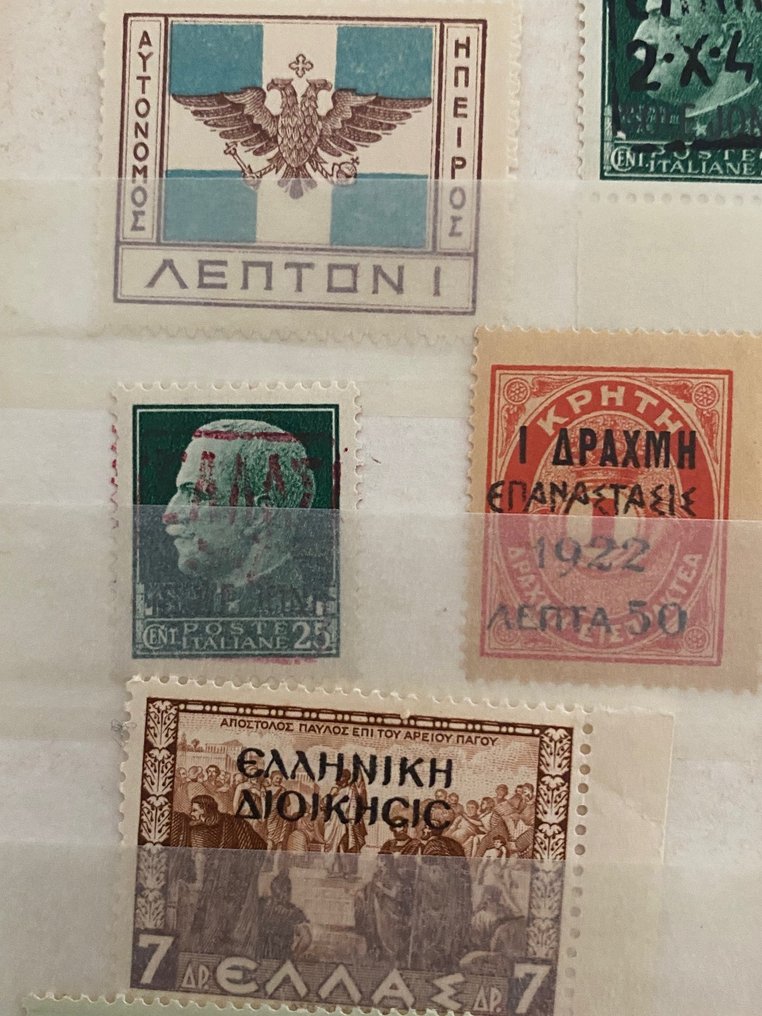 ΑΥΤΟΝΟΜΟΣ
ΗΠΕΙΡΟΣ
ΛΕΠΤΟΝ 1
2·X·4
CENT. POSTE
ITALIANE
CENT. POSTE
ITALIANE 25
ΚΡΗΤΗ
1 ΔΡΑΧΜΗ
ΕΠΑΝΑΣΤΑΣΙΣ
1922
ΛΕΠΤΑ 50
ΑΠΟΣΤΟΛΟΣ ΠΑΥΛΟΣ ΕΠΙ ΤΟΥ ΑΡΕΙΟΥ ΠΑΓΟΥ
ΕΛΛΗΝΙΚΗ
ΔΙΟΙΚΗϹΙϹ
7 ΔΡ. ΕΛΛΑΣ ΔΡ. 7